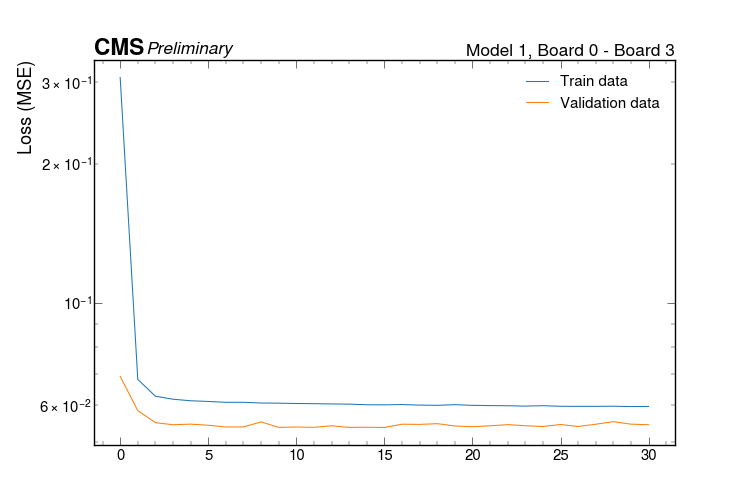 CMS Preliminary
Model 1, Board 0 - Board 3
Loss (MSE)
3 × 10⁻¹
2 × 10⁻¹
10⁻¹
6 × 10⁻²
Train data
Validation data
0 5 10 15 20 25 30